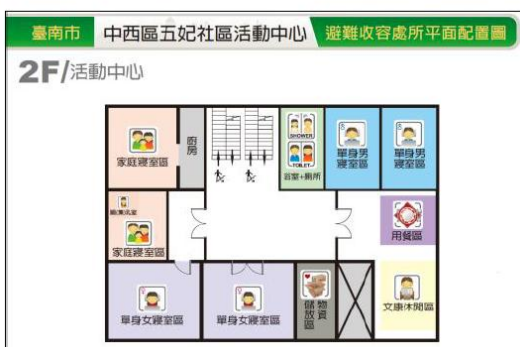 臺南市 中西區五妃社區活動中心 避難收容處所平面配置圖
2F/活動中心
家庭寢室區
廚房
SHOWER
TOILET
浴室+廁所
單身男
寢室區
單身男
寢室區
家庭寢室區
用餐區
單身女寢室區
單身女寢室區
物資
儲放區
文康休閒區